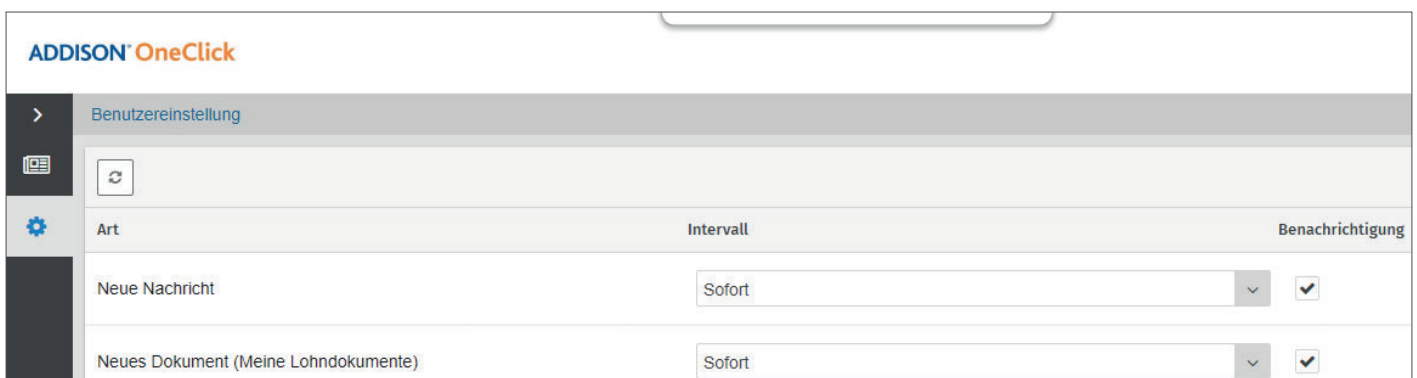 ADDISON® OneClick
Benutzereinstellung
Art Intervall Benachrichtigung
Neue Nachricht Sofort
Neues Dokument (Meine Lohndokumente) Sofort